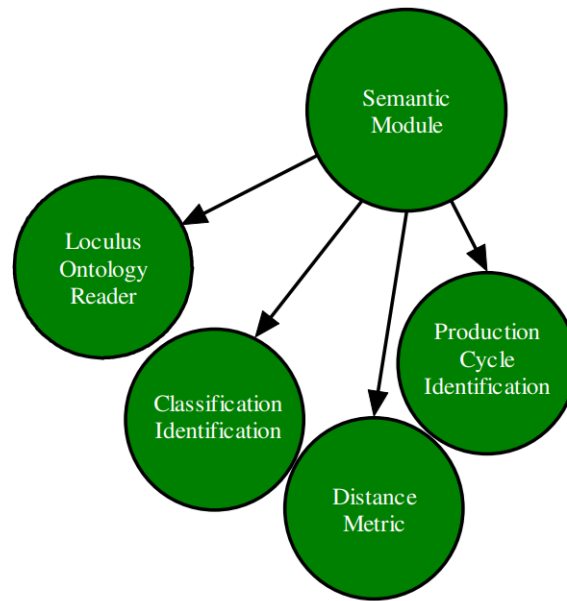 Semantic
Module
Loculus
Ontology
Reader
Production
Cycle
Identification
Classification
Identification
Distance
Metric